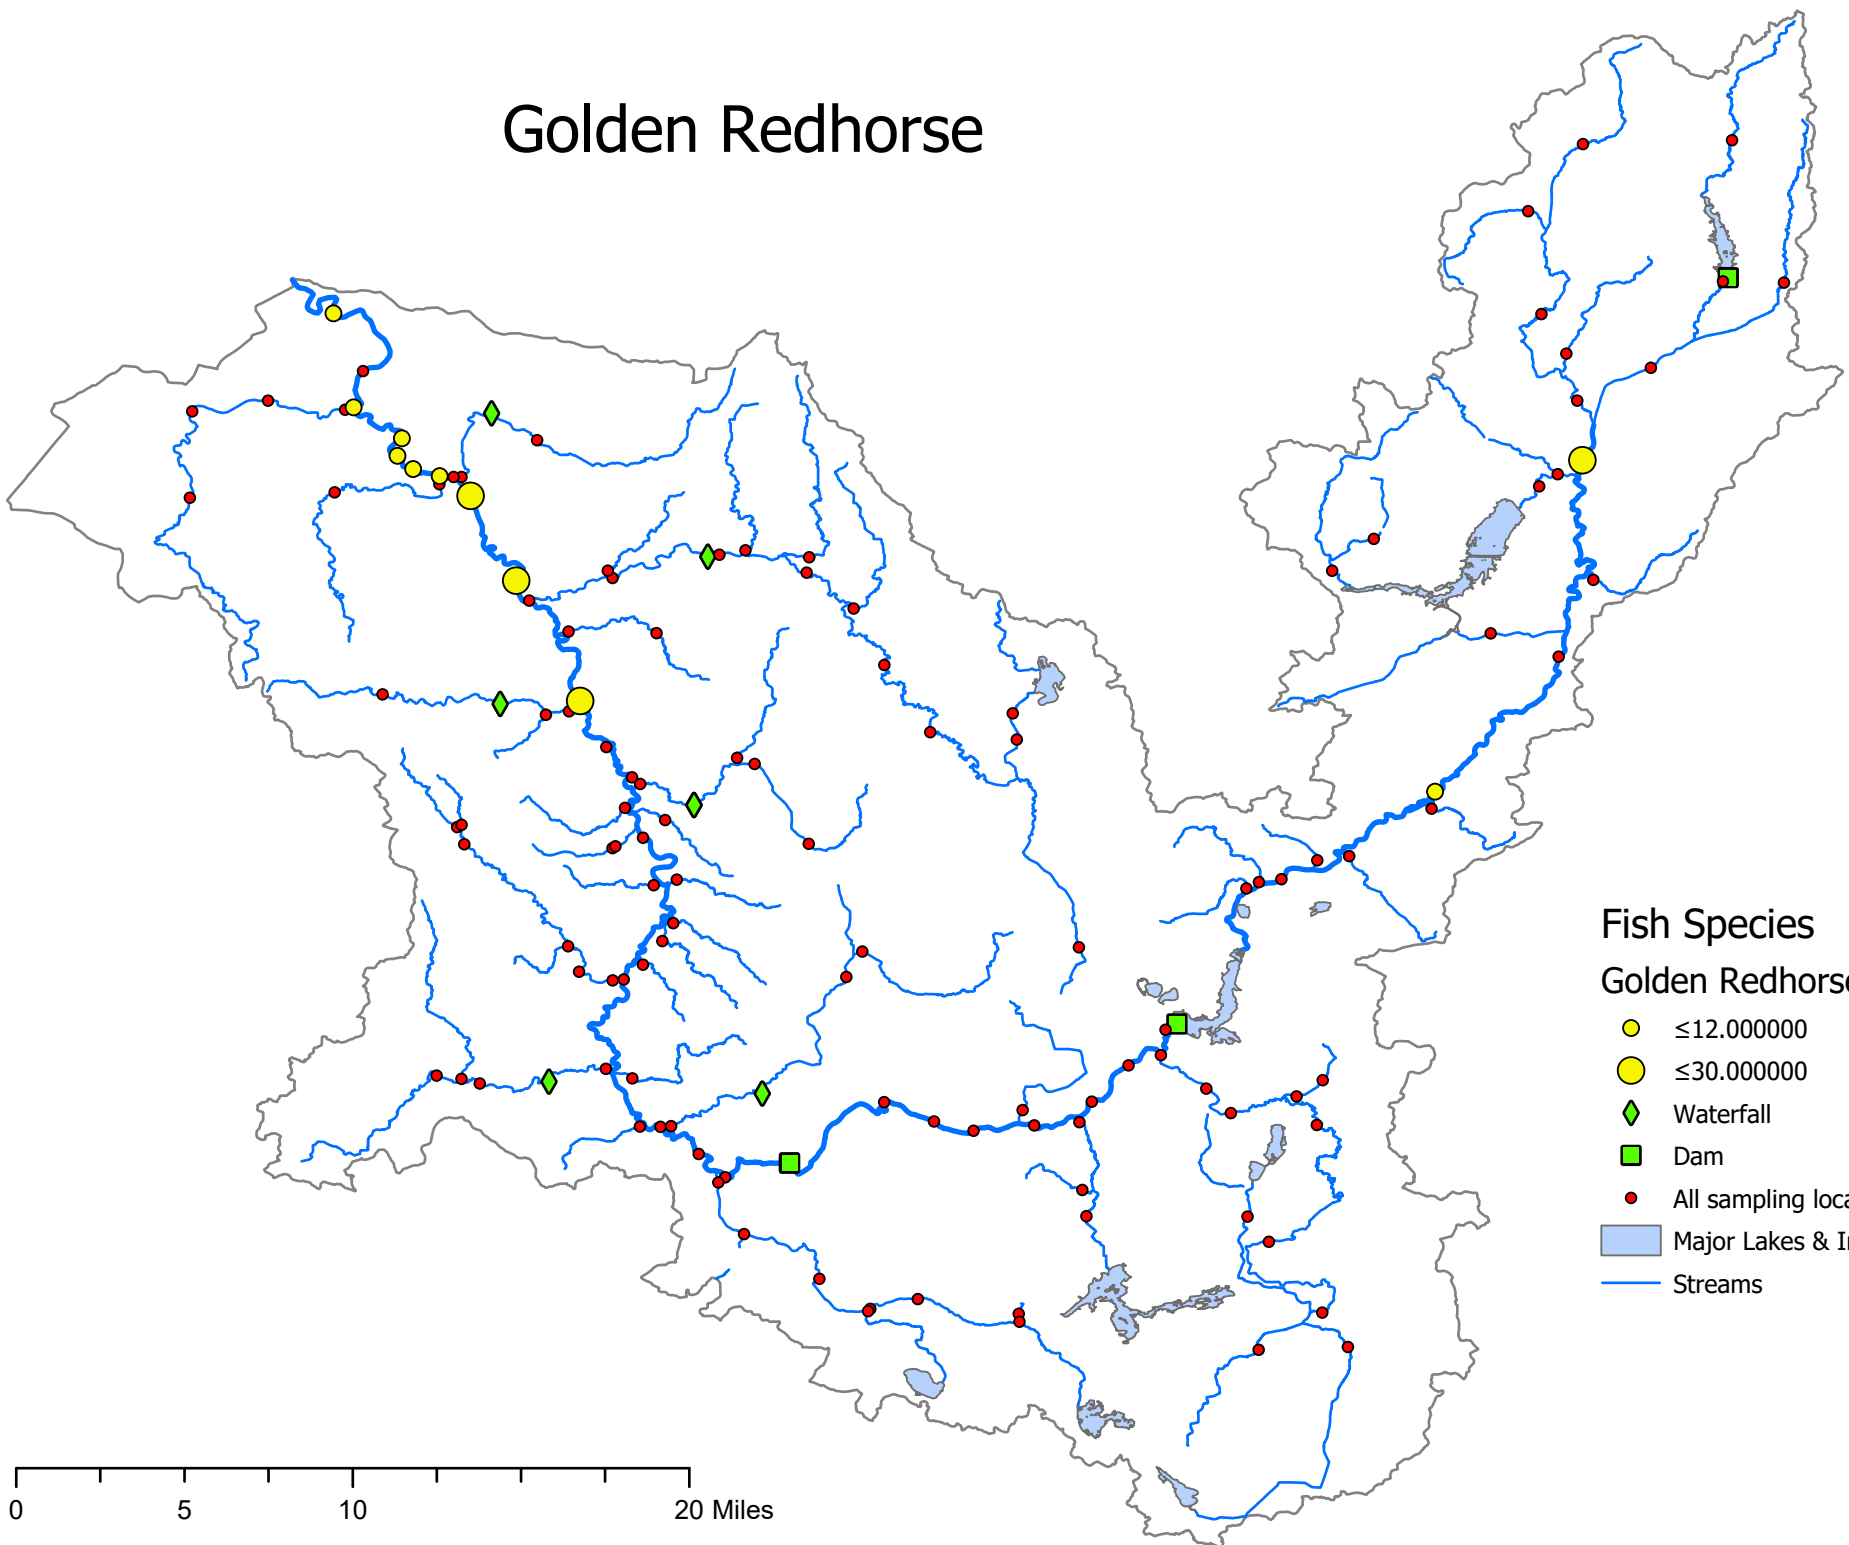 Golden Redhorse
Fish Species
Golden Redhorse
≤12.000000
≤30.000000
Waterfall
Dam
All sampling loca
Major Lakes & I
Streams
0 5 10 20 Miles